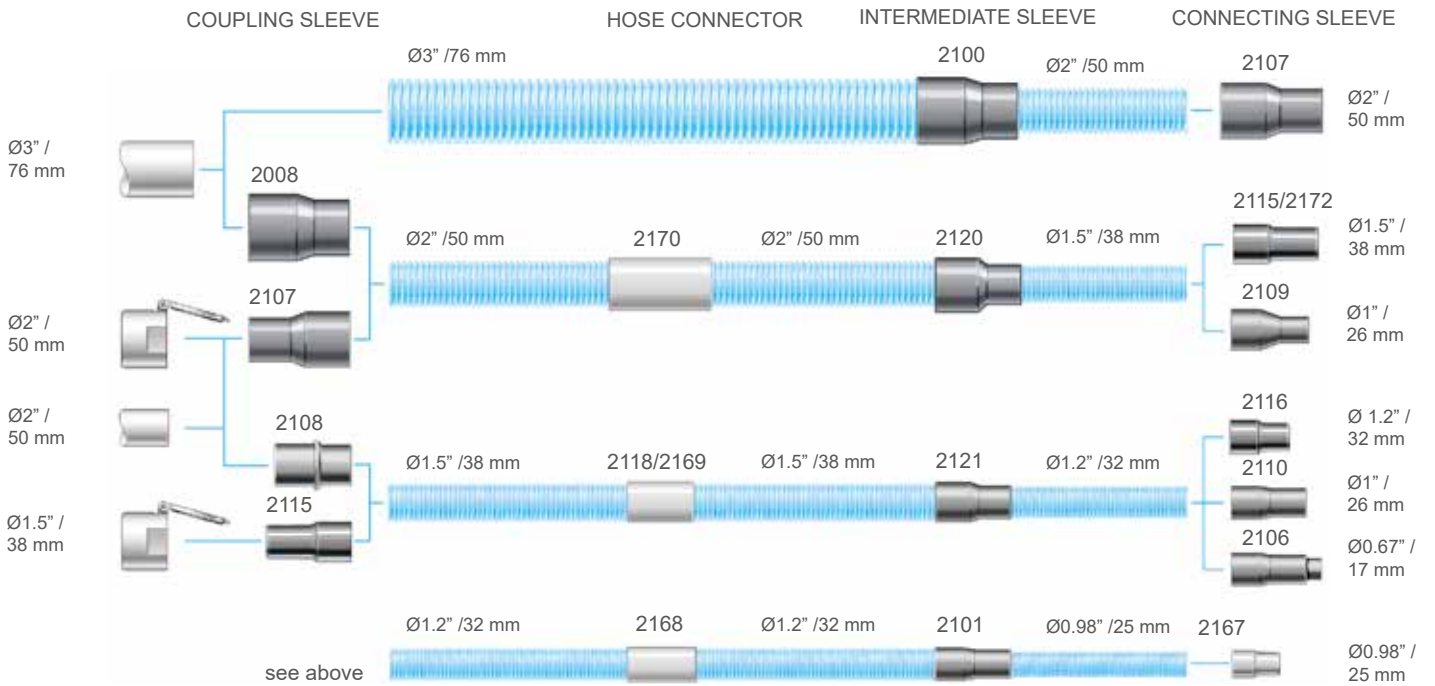 COUPLING SLEEVE HOSE CONNECTOR INTERMEDIATE SLEEVE CONNECTING SLEEVE
Ø3” /76 mm 2100 Ø2” /50 mm 2107
Ø2” /
50 mm
Ø3” /
76 mm
2008
2115/2172
Ø2” /50 mm 2170 Ø2” /50 mm 2120 Ø1.5” /38 mm
Ø1.5” /
38 mm
2107
2109
Ø2” /
50 mm
Ø1” /
26 mm
Ø2” /
50 mm
2108
2116
Ø 1.2” /
32 mm
Ø1.5” /38 mm 2118/2169 Ø1.5” /38 mm 2121 Ø1.2” /32 mm
2110
Ø1” /
26 mm
2115
Ø1.5” /
38 mm
2106
Ø0.67” /
17 mm
Ø1.2” /32 mm 2168 Ø1.2” /32 mm 2101 Ø0.98” /25 mm 2167
see above
Ø0.98” /
25 mm